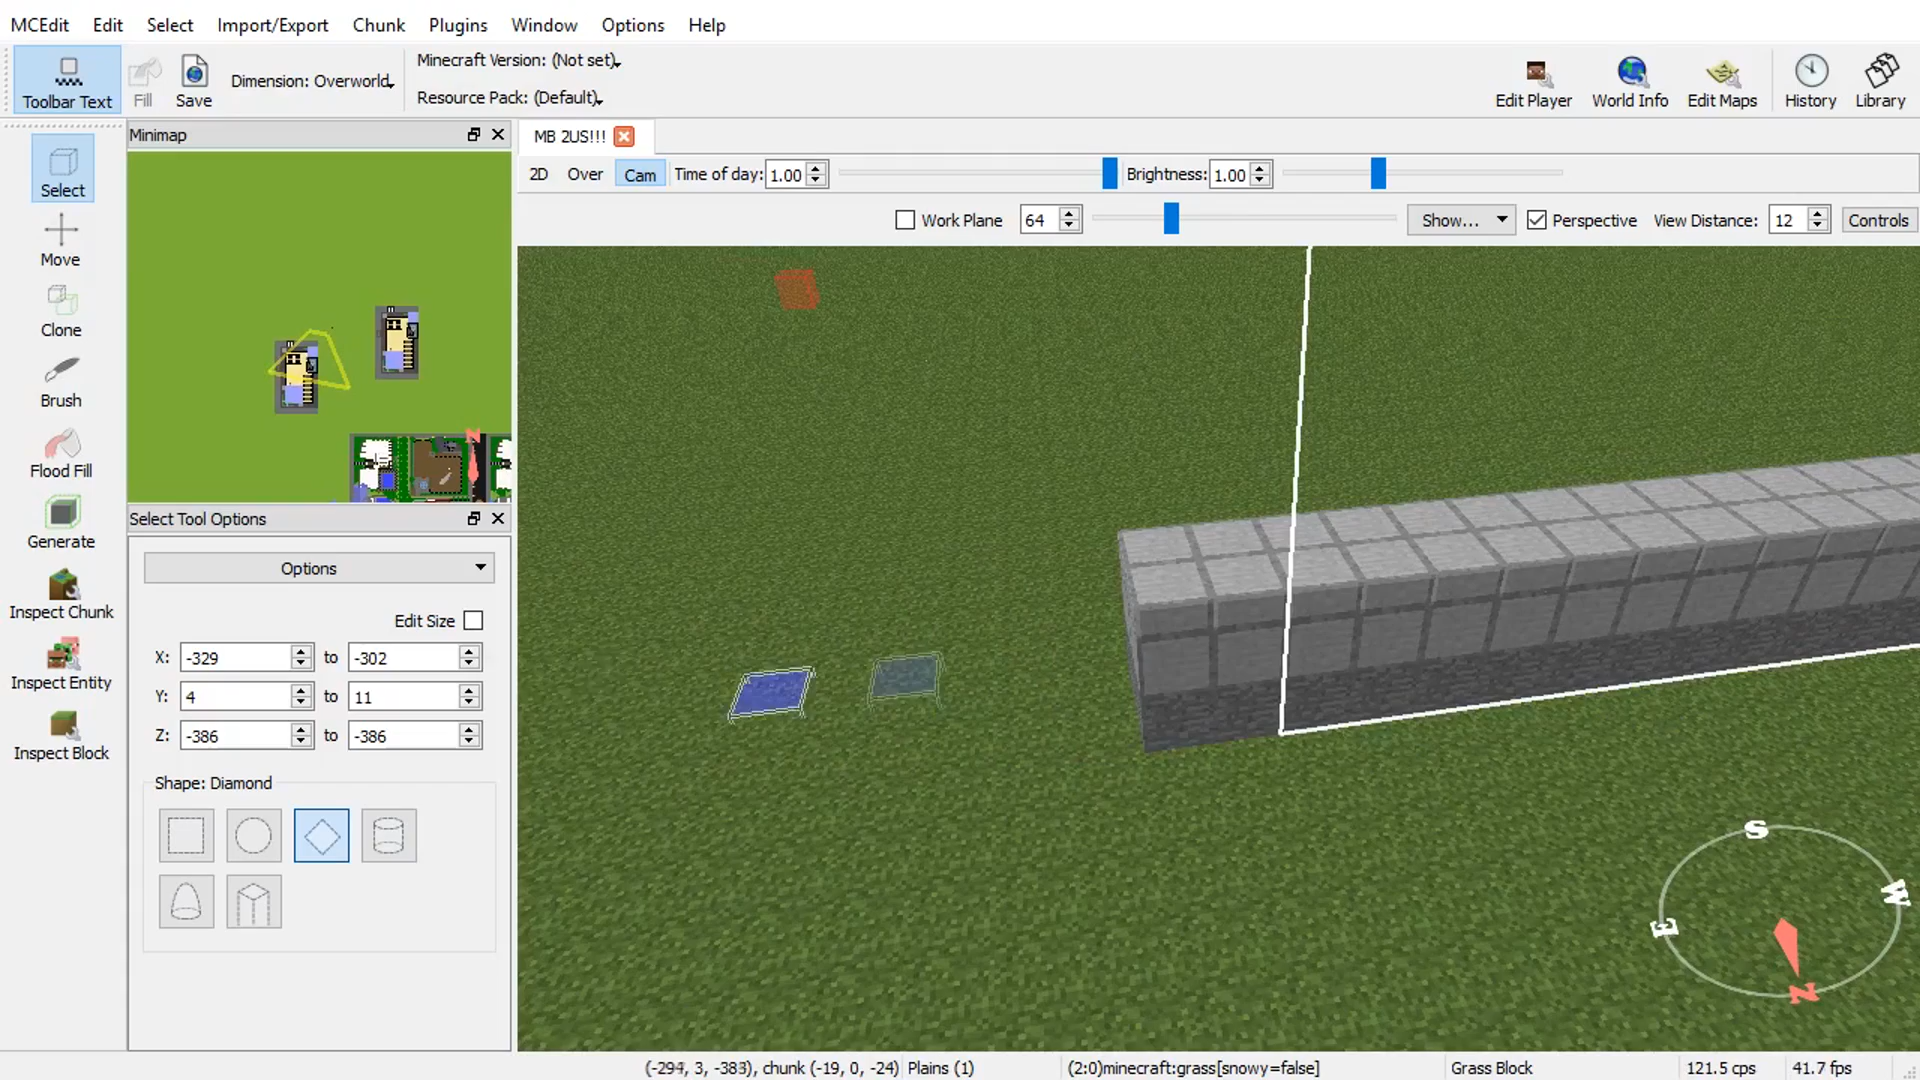 MCEdit Edit Select Import/Export Chunk Plugins Window Options Help
Toolbar Text
Fill
Save
Dimension: Overworld
Minecraft Version: (Not set)
Resource Pack: (Default)
Edit Player
World Info
Edit Maps
History
Library
Select
Move
Clone
Brush
Flood Fill
Generate
Inspect Chunk
Inspect Entity
Inspect Block
Minimap
N
Select Tool Options
Options
Edit Size
X: -329 to -302
Y: 4 to 11
Z: -386 to -386
Shape: Diamond
MB 2US!!!
2D Over Cam Time of day: 1.00 Brightness: 1.00
Work Plane 64 Show... Perspective View Distance: 12 Controls
S
W
E
N
(-294, 3, -383), chunk (-19, 0, -24) Plains (1) (2:0)minecraft:grass[snowy=false] Grass Block 121.5 cps 41.7 fps